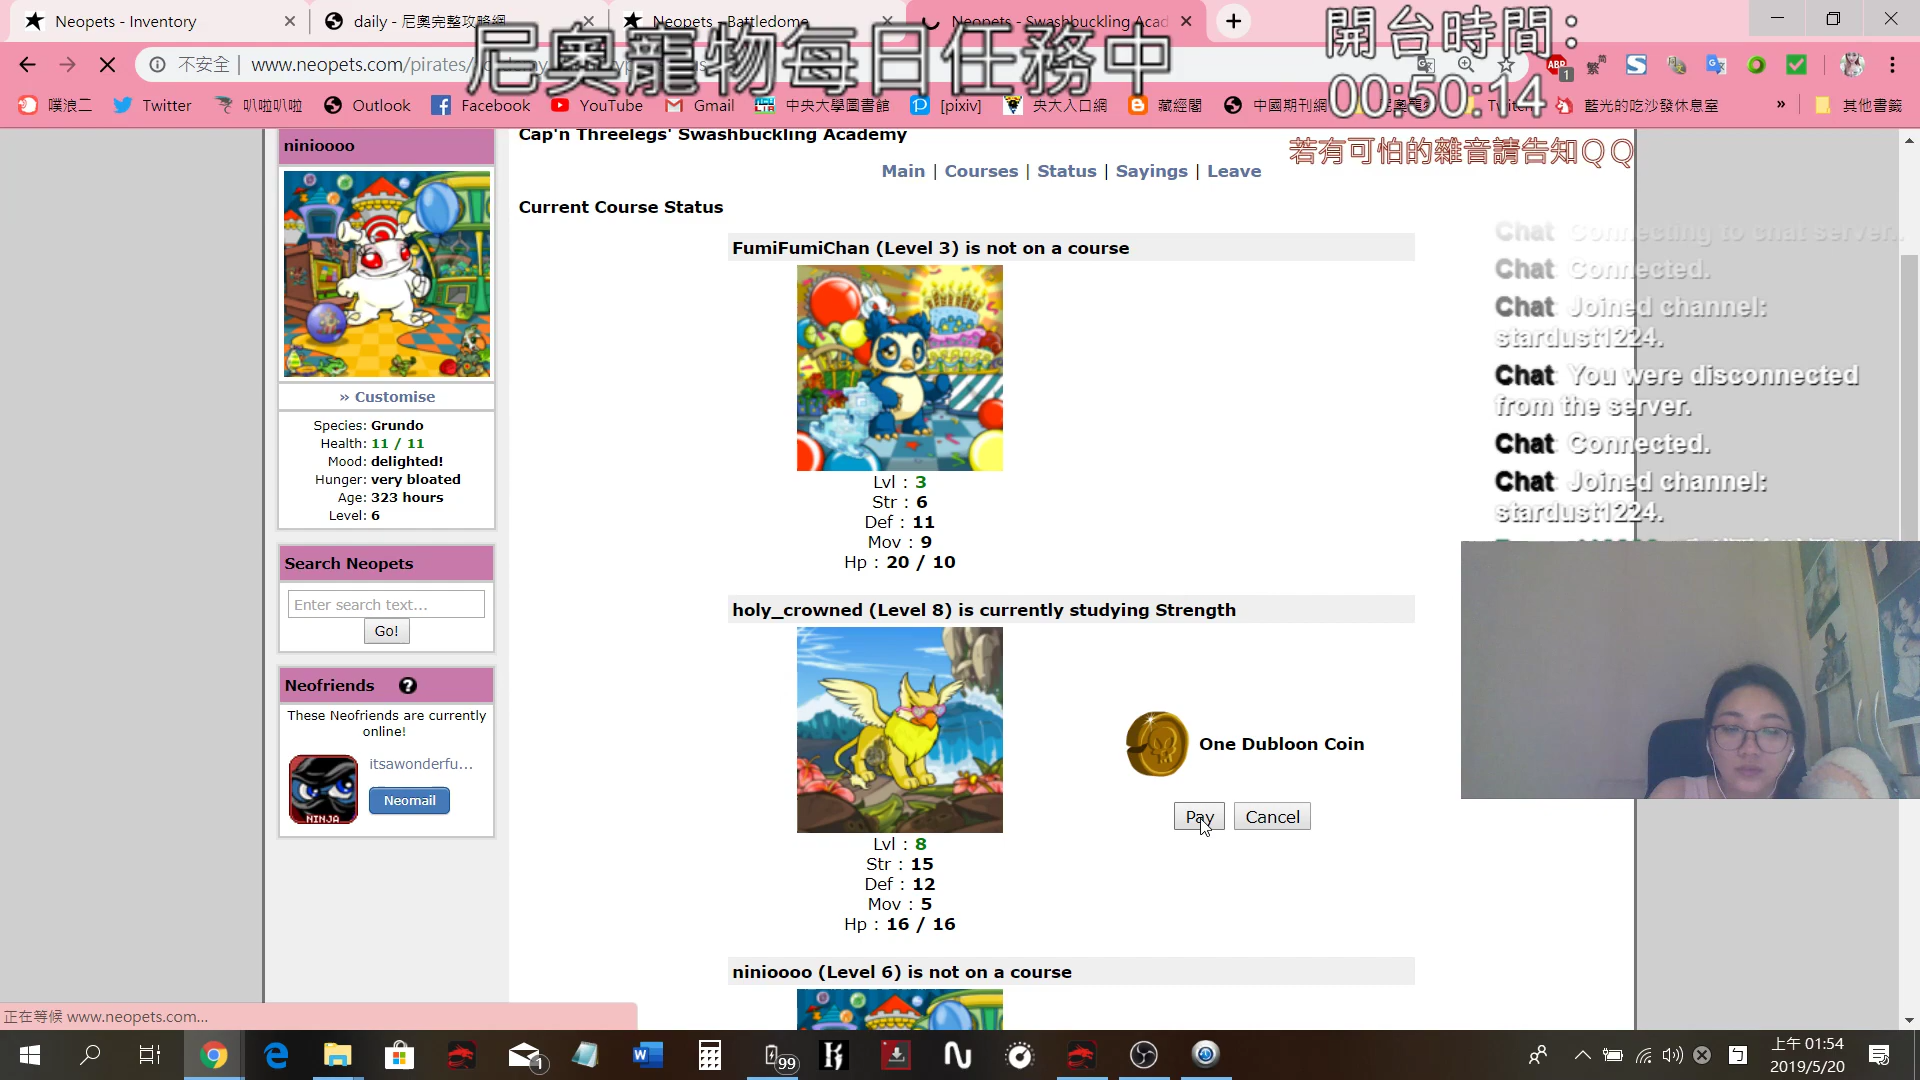 Neopets - Inventory
daily - 尼奧完整攻略網
Neopets - Battledome
Neopets - Swashbuckling Acad
尼奧寵物每日任務中
開台時間：
00:50:14
不安全
www.neopets.com/pirates/
噗浪二
Twitter
叭啦叭啦
Outlook
Facebook
YouTube
Gmail
中央大學圖書館
[pixiv]
央大入口網
藏經閣
中國期刊網
藍光的吃沙發休息室
»
其他書籤
若有可怕的雜音請告知ＱＱ
ninioooo
» Customise
Species: Grundo
Health: 11 / 11
Mood: delighted!
Hunger: very bloated
Age: 323 hours
Level: 6
Search Neopets
Enter search text...
Go!
Neofriends ?
These Neofriends are currently
online!
itsawonderfu...
Neomail
NINJA
Cap'n Threelegs' Swashbuckling Academy
Main | Courses | Status | Sayings | Leave
Current Course Status
FumiFumiChan (Level 3) is not on a course
Lvl : 3
Str : 6
Def : 11
Mov : 9
Hp : 20 / 10
holy_crowned (Level 8) is currently studying Strength
One Dubloon Coin
Pay
Cancel
Lvl : 8
Str : 15
Def : 12
Mov : 5
Hp : 16 / 16
ninioooo (Level 6) is not on a course
Chat Connecting to chat server..
Chat Connected.
Chat Joined channel:
stardust1224.
Chat You were disconnected
from the server.
Chat Connected.
Chat Joined channel:
stardust1224.
正在等候 www.neopets.com...
上午 01:54
2019/5/20